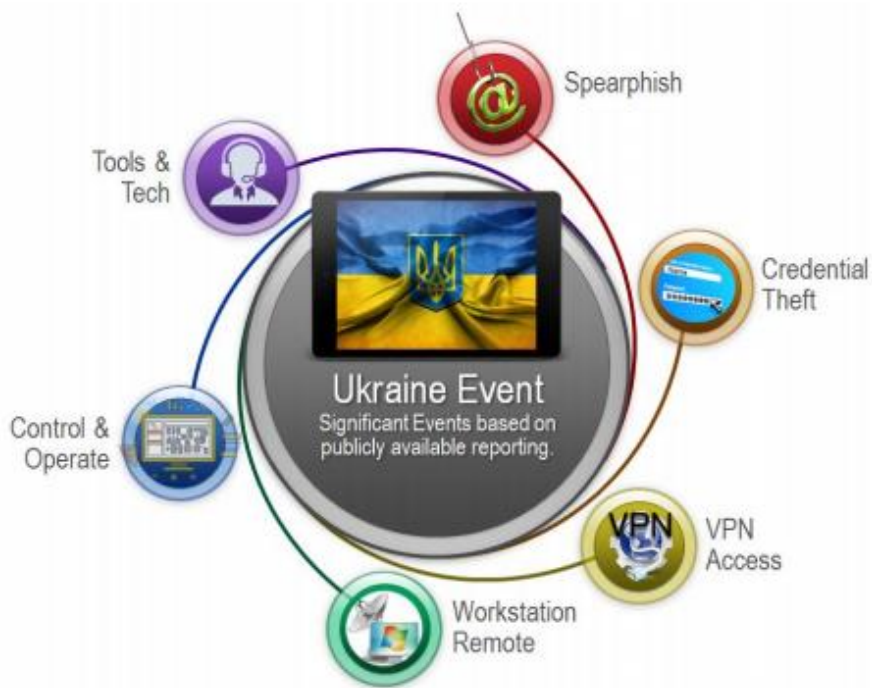 Spearphish
Tools &
Tech
Credential
Theft
Ukraine Event
Significant Events based on
publicly available reporting.
Control &
Operate
VPN
VPN
Access
Workstation
Remote